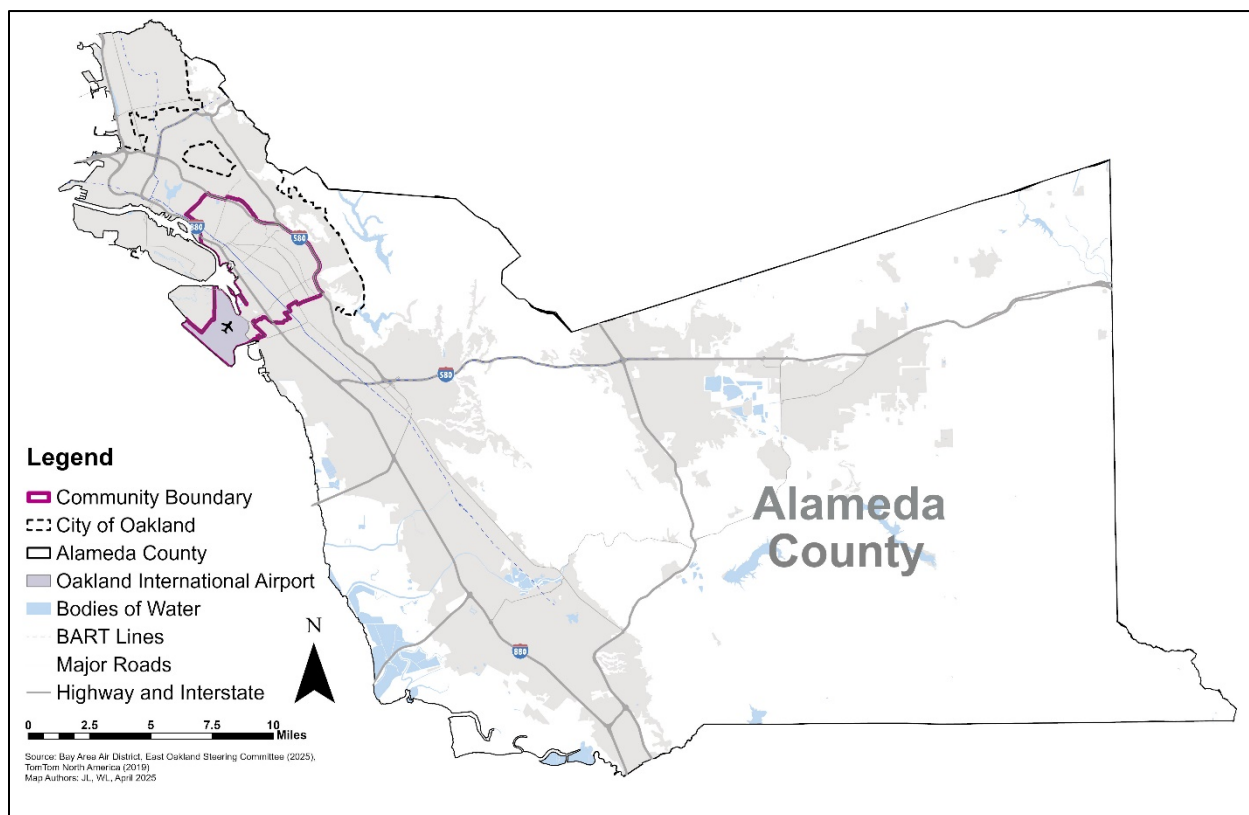 880
580
580
Alameda
County
Legend
Community Boundary
City of Oakland
Alameda County
Oakland International Airport
Bodies of Water
BART Lines
Major Roads
Highway and Interstate
N
880
0 2.5 5 7.5 10
Miles
Source: Bay Area Air District, East Oakland Steering Committee (2025),
TomTom North America (2019)
Map Authors: JL, WL, April 2025